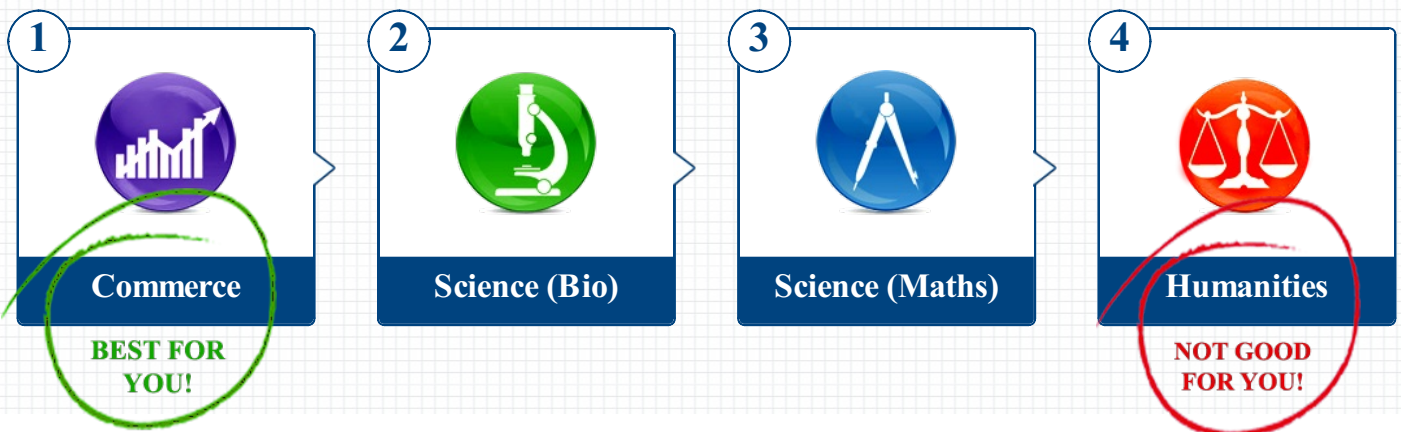 1
2
3
4
Commerce
Science (Bio)
Science (Maths)
Humanities
BEST FOR
YOU!
NOT GOOD
FOR YOU!